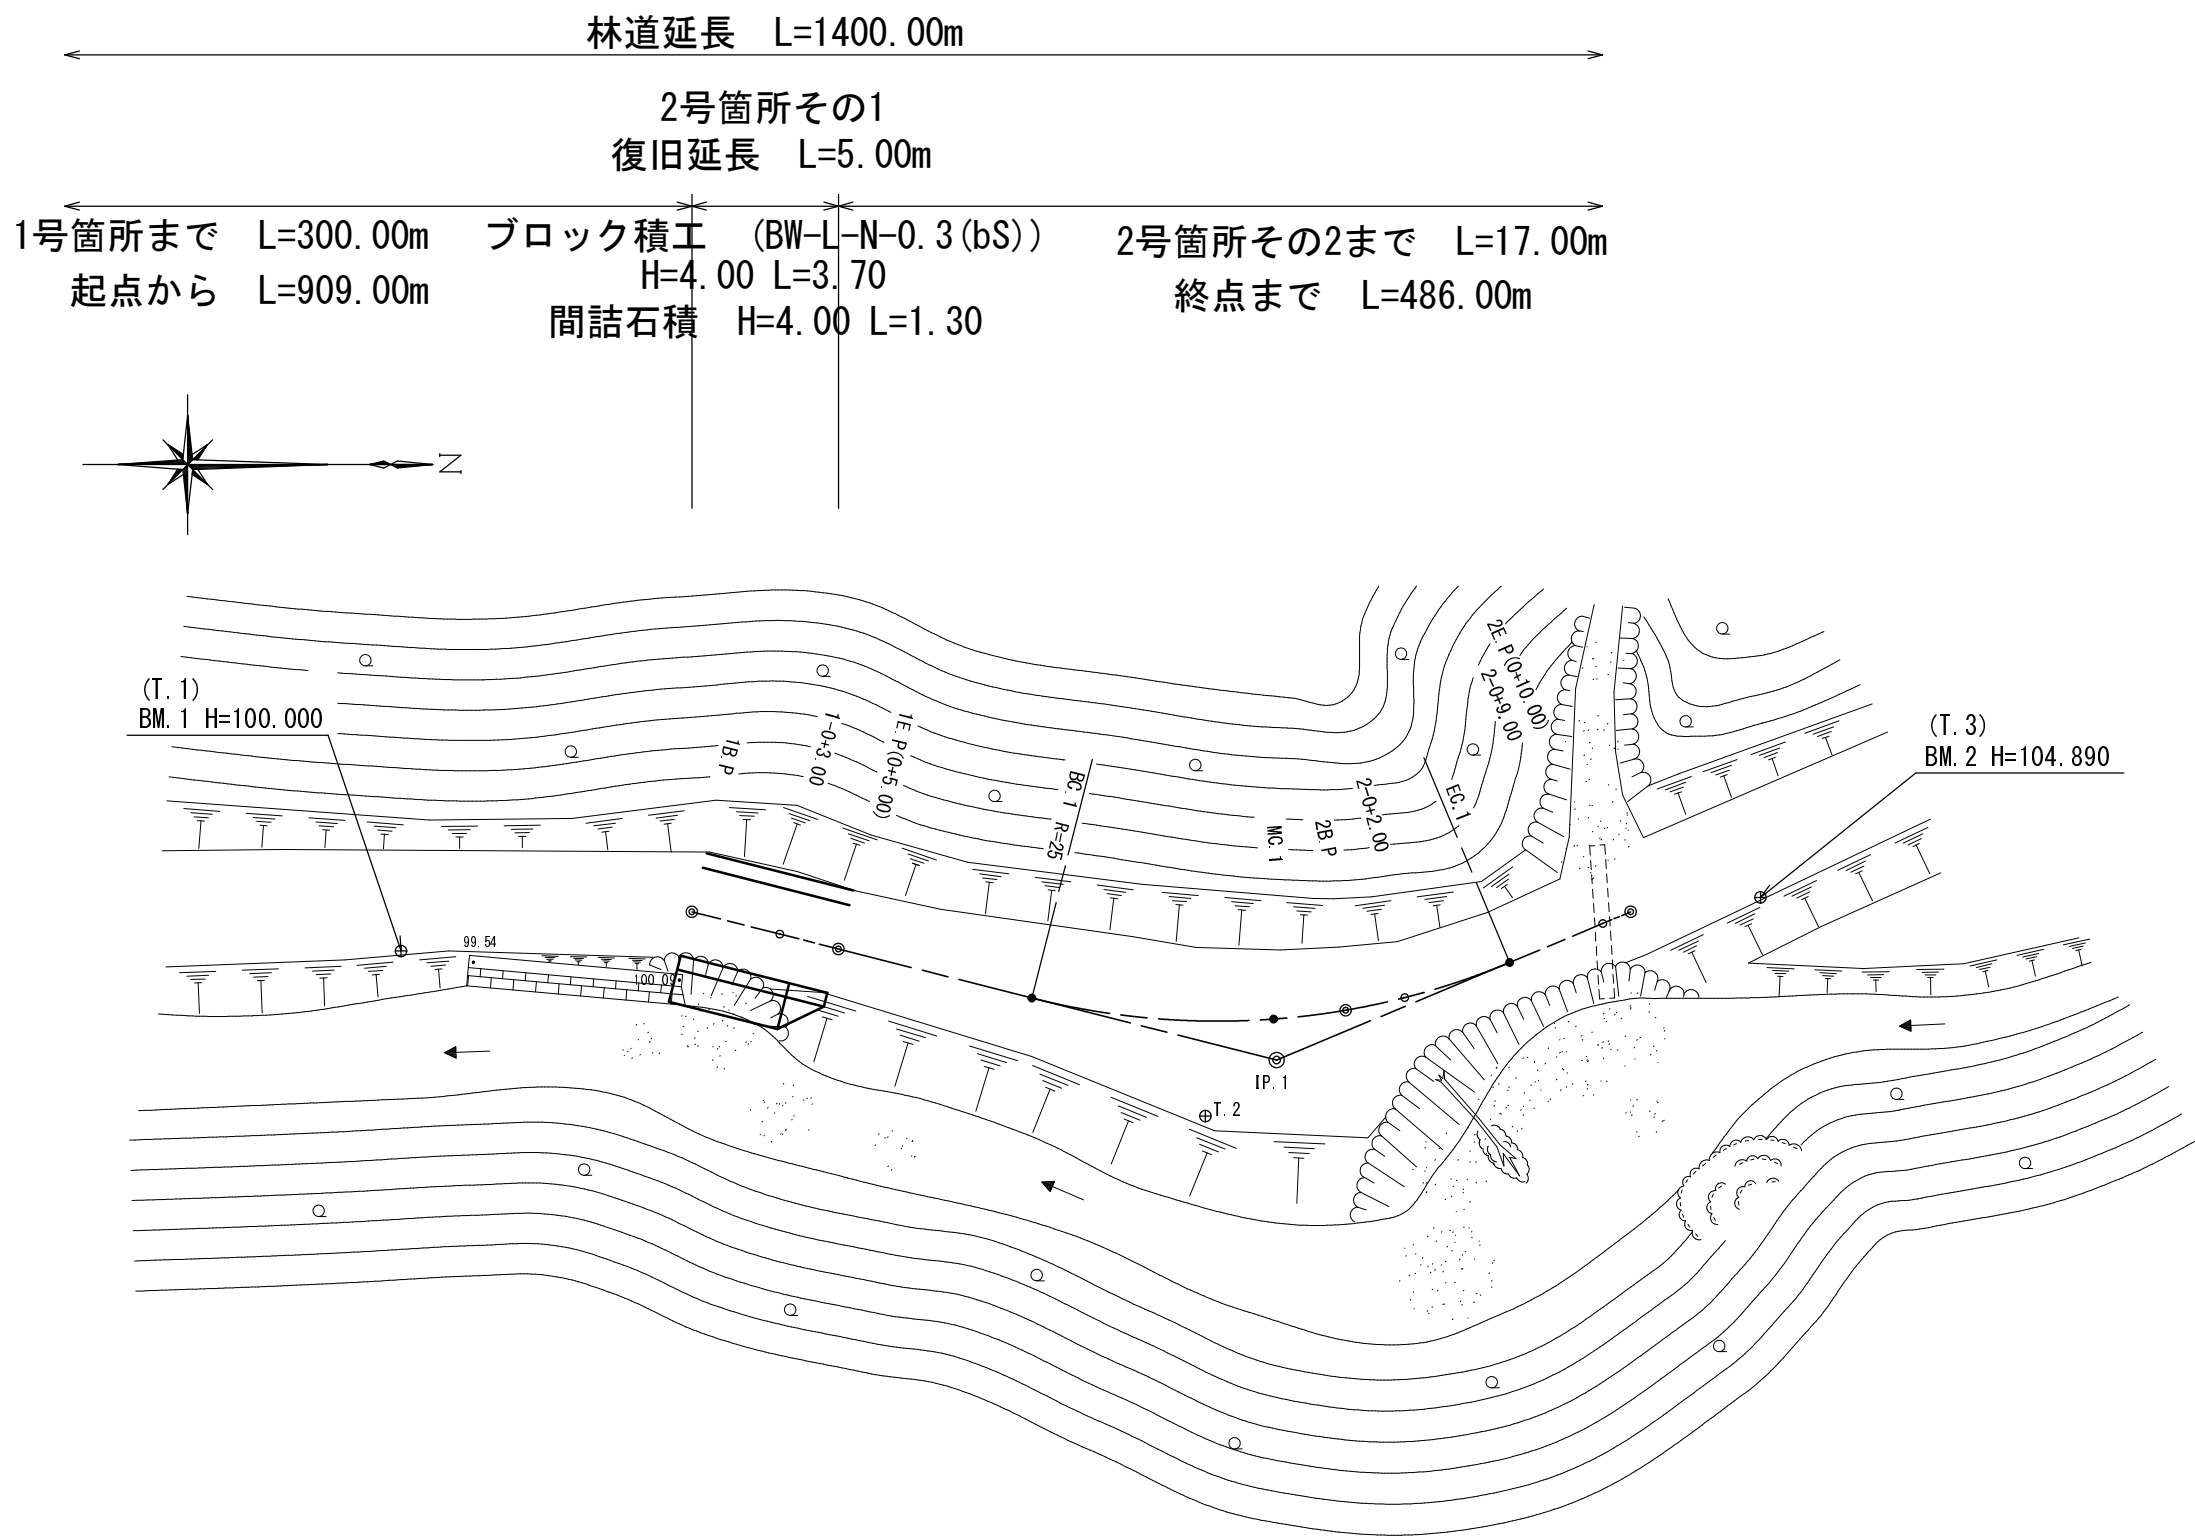 林道延長　L=1400.00m
2号箇所その1
復旧延長　L=5.00m
1号箇所まで　L=300.00m
起点から　L=909.00m
ブロック積工　(BW-L-N-0.3(bS))
H=4.00 L=3.70
間詰石積　H=4.00 L=1.30
2号箇所その2まで　L=17.00m
終点まで　L=486.00m
N
(T.1)
BM.1 H=100.000
1B.P
1-0+3.00
1E.P(0+5.00)
BC.1 R=25
MC.1
2B.P
2-0+2.00
EC.1
2-0+9.00
2E.P(0+10.00)
(T.3)
BM.2 H=104.890
99.54
100.09
IP.1
T.2